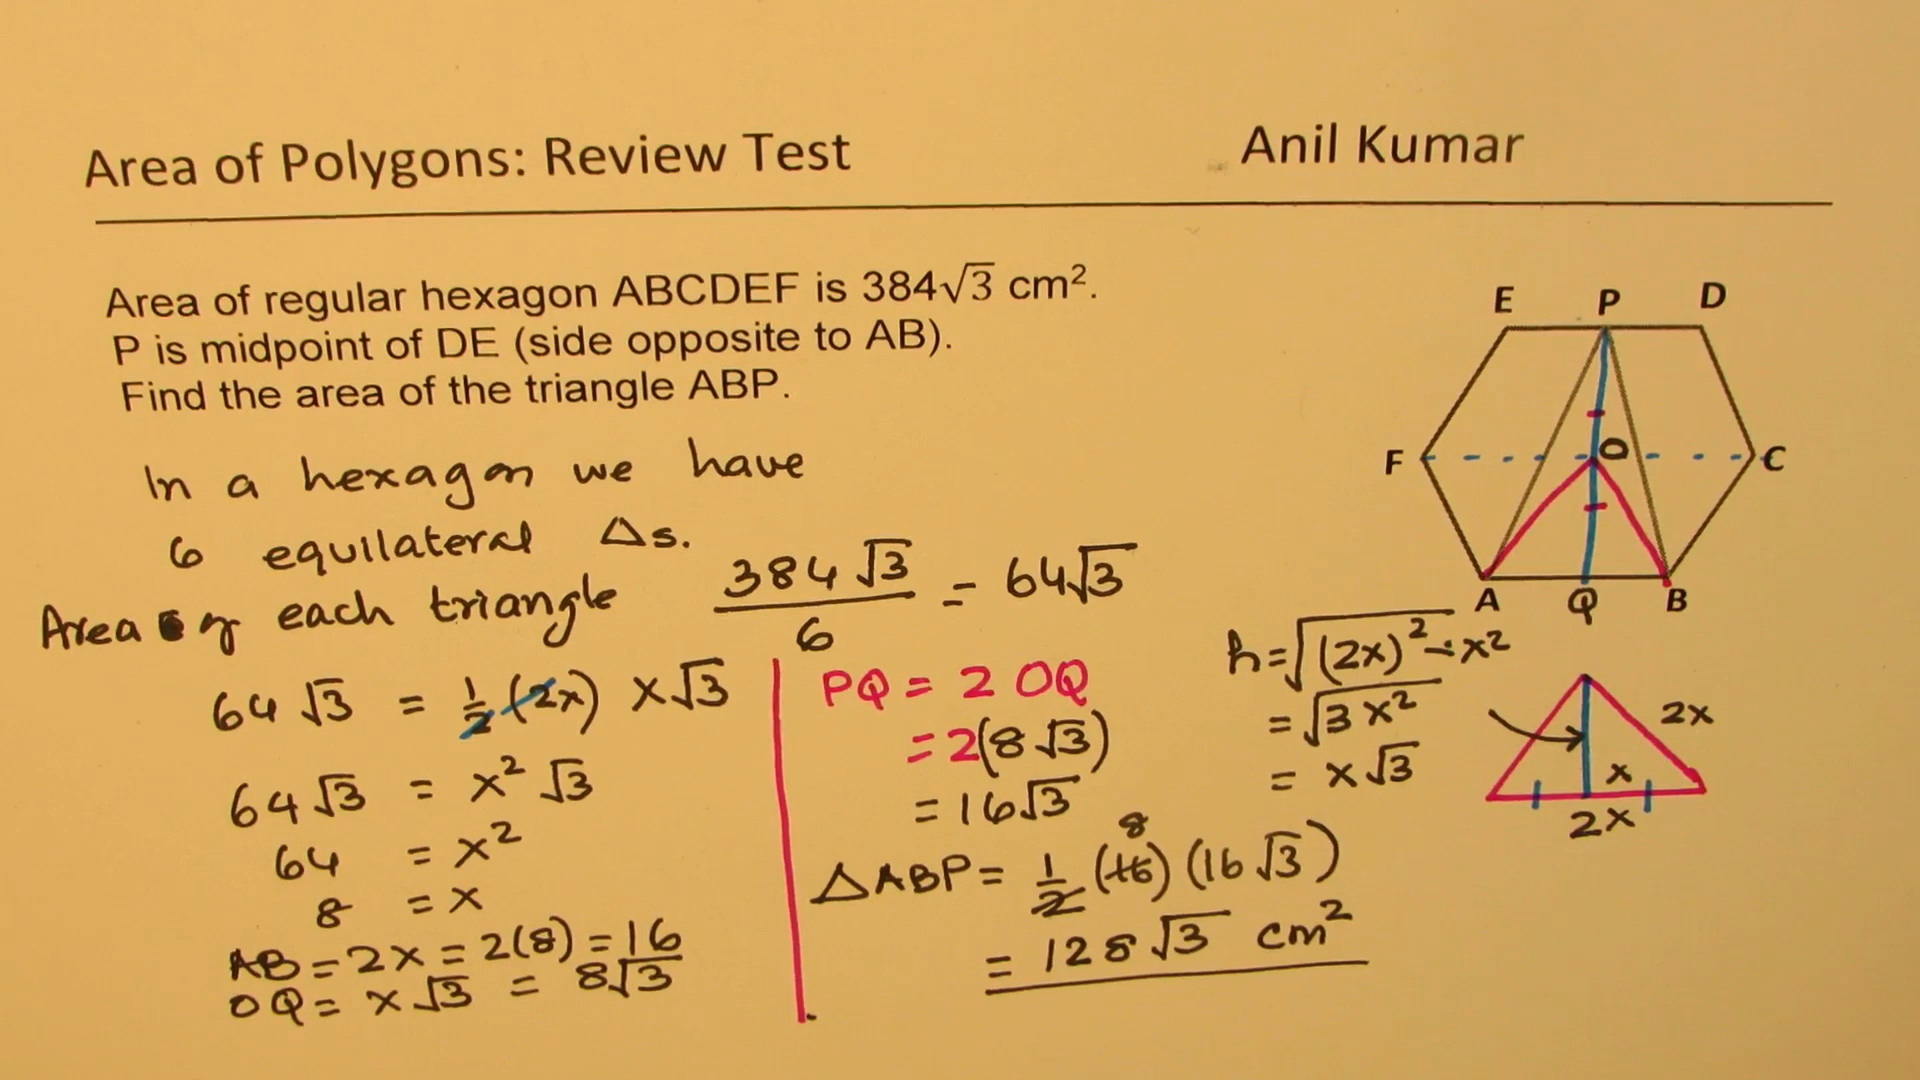 Area of Polygons: Review Test
Anil Kumar
Area of regular hexagon ABCDEF is 384√3 cm².
P is midpoint of DE (side opposite to AB).
Find the area of the triangle ABP.
E P D
F O C
A Q B
In a hexagon we have
6 equilateral Δs.
Area of each triangle 384√3/6 = 64√3
64√3 = 1/2 (2x) x√3
64√3 = x² √3
64 = x²
8 = x
AB = 2x = 2(8) = 16
OQ = x√3 = 8√3
PQ = 2 OQ
= 2(8√3)
= 16√3
ΔABP = 1/2 (16) (16√3)
8
= 128√3 cm²
h = √((2x)² - x²)
= √(3x²)
= x√3
2x
x
2x